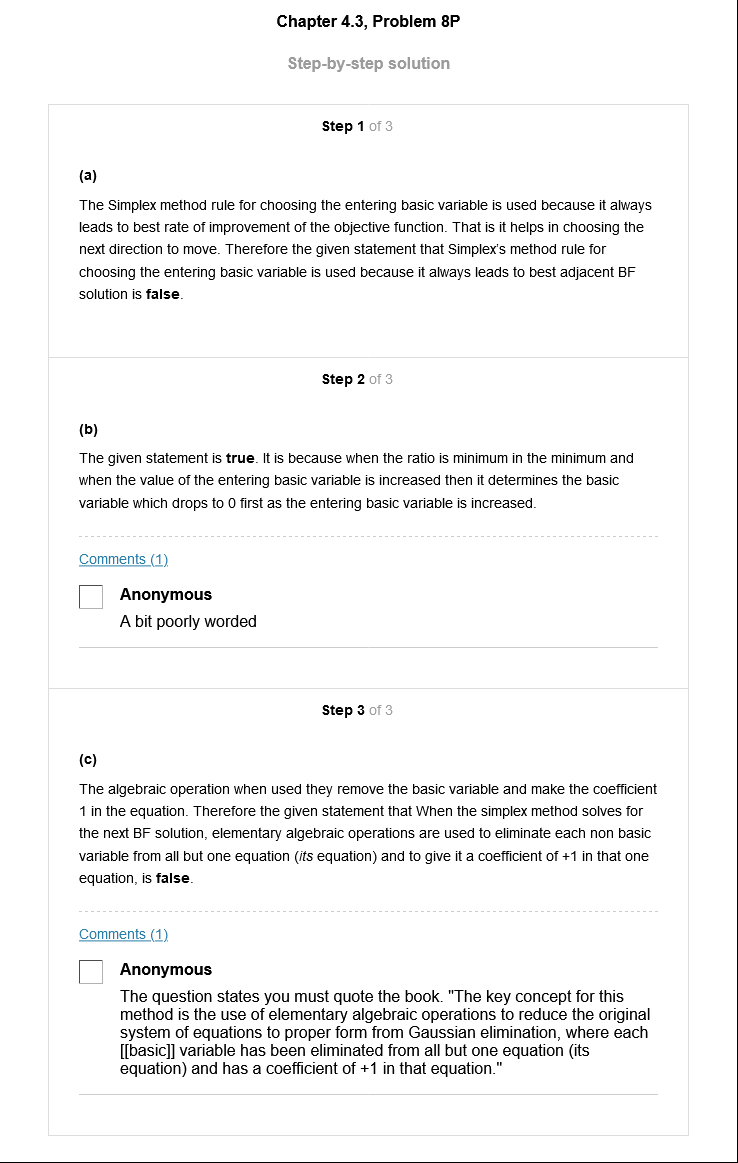 Chapter 4.3, Problem 8P
Step-by-step solution
Step 1 of 3
(a)
The Simplex method rule for choosing the entering basic variable is used because it always
leads to best rate of improvement of the objective function. That is it helps in choosing the
next direction to move. Therefore the given statement that Simplex's method rule for
choosing the entering basic variable is used because it always leads to best adjacent BF
solution is false.
Step 2 of 3
(b)
The given statement is true. It is because when the ratio is minimum in the minimum and
when the value of the entering basic variable is increased then it determines the basic
variable which drops to 0 first as the entering basic variable is increased.
Comments (1)
Anonymous
A bit poorly worded
Step 3 of 3
(c)
The algebraic operation when used they remove the basic variable and make the coefficient
1 in the equation. Therefore the given statement that When the simplex method solves for
the next BF solution, elementary algebraic operations are used to eliminate each non basic
variable from all but one equation (its equation) and to give it a coefficient of +1 in that one
equation, is false.
Comments (1)
Anonymous
The question states you must quote the book. "The key concept for this
method is the use of elementary algebraic operations to reduce the original
system of equations to proper form from Gaussian elimination, where each
[[basic]] variable has been eliminated from all but one equation (its
equation) and has a coefficient of +1 in that equation."